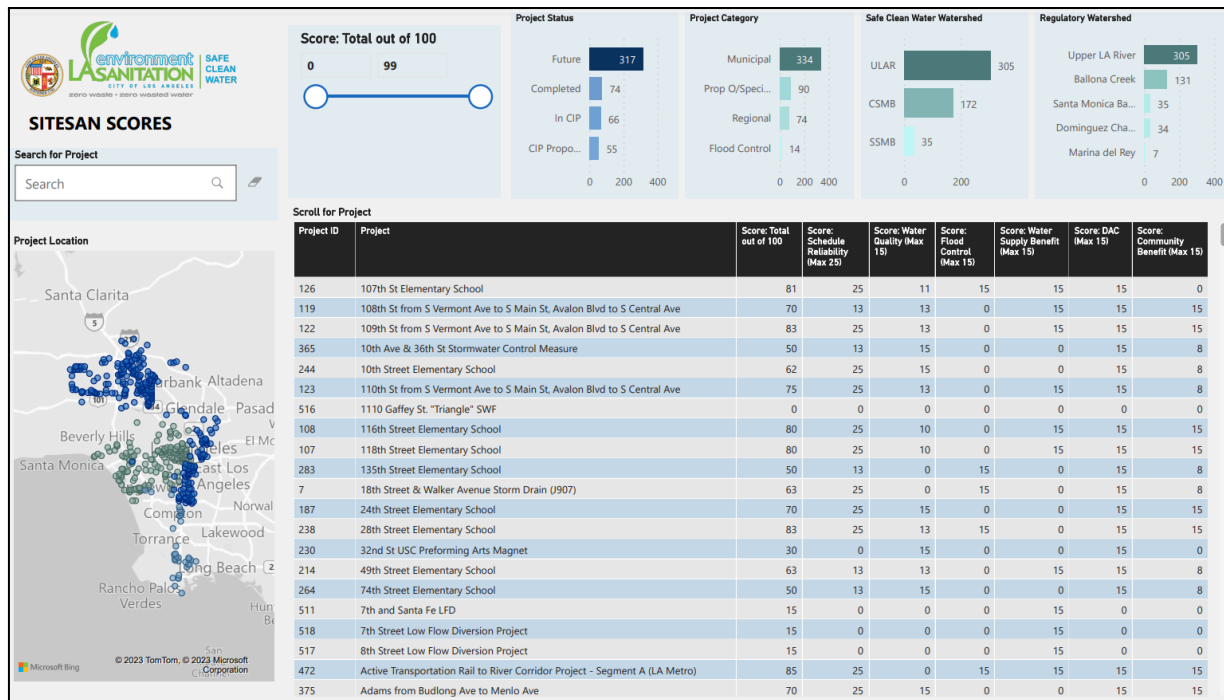 environment
LASANITATION
CITY OF LOS ANGELES
zero waste • zero wasted water
SAFE
CLEAN
WATER
SITESAN SCORES
Search for Project
Search
Project Location
Santa Clarita
5
101
Burbank Altadena
Glendale Pasad
Beverly Hills
El Mo
Santa Monica
East Los
Angeles
Norwal
Compton
Torrance
Lakewood
Long Beach
2
Rancho Palos
Verdes
Hun
Be
San
© 2023 TomTom, © 2023 Microsoft
Corporation
Microsoft Bing
Score: Total out of 100
0 99
Project Status
Future 317
Completed 74
In CIP 66
CIP Propo... 55
0 200 400
Project Category
Municipal 334
Prop O/Speci... 90
Regional 74
Flood Control 14
0 200 400
Safe Clean Water Watershed
ULAR 305
CSMB 172
SSMB 35
0 200
Regulatory Watershed
Upper LA River 305
Ballona Creek 131
Santa Monica Ba... 35
Dominguez Cha... 34
Marina del Rey 7
0 200 400
Scroll for Project
Project ID Project Score: Total out of 100 Score: Schedule Reliability (Max 25) Score: Water Quality (Max 15) Score: Flood Control (Max 15) Score: Water Supply Benefit (Max 15) Score: DAC (Max 15) Score: Community Benefit (Max 15)
126 107th St Elementary School 81 25 11 15 15 15 0
119 108th St from S Vermont Ave to S Main St, Avalon Blvd to S Central Ave 70 13 13 0 15 15 15
122 109th St from S Vermont Ave to S Main St, Avalon Blvd to S Central Ave 83 25 13 0 15 15 15
365 10th Ave & 36th St Stormwater Control Measure 50 13 15 0 0 15 8
244 10th Street Elementary School 62 25 15 0 0 15 8
123 110th St from S Vermont Ave to S Main St, Avalon Blvd to S Central Ave 75 25 13 0 15 15 8
516 1110 Gaffey St. "Triangle" SWF 0 0 0 0 0 0 0
108 116th Street Elementary School 80 25 10 0 15 15 15
107 118th Street Elementary School 80 25 10 0 15 15 15
283 135th Street Elementary School 50 13 0 15 0 15 8
7 18th Street & Walker Avenue Storm Drain (J907) 63 25 0 15 0 15 8
187 24th Street Elementary School 70 25 15 0 0 15 15
238 28th Street Elementary School 83 25 13 15 0 15 15
230 32nd St USC Preforming Arts Magnet 30 0 15 0 0 15 0
214 49th Street Elementary School 63 13 13 0 15 15 8
264 74th Street Elementary School 50 13 15 0 0 15 8
511 7th and Santa Fe LFD 15 0 0 0 15 0 0
518 7th Street Low Flow Diversion Project 15 0 0 0 15 0 0
517 8th Street Low Flow Diversion Project 15 0 0 0 15 0 0
472 Active Transportation Rail to River Corridor Project - Segment A (LA Metro) 85 25 0 15 15 15 15
375 Adams from Budlong Ave to Menlo Ave 70 25 15 0 0 15 15